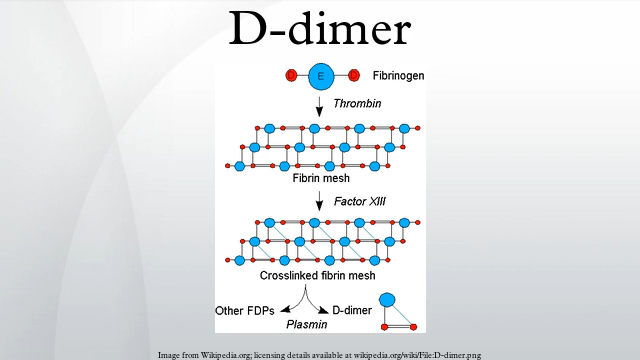 D-dimer
D E D Fibrinogen
Thrombin
Fibrin mesh
Factor XIII
Crosslinked fibrin mesh
Other FDPs D-dimer
Plasmin
Image from Wikipedia.org; licensing details available at wikipedia.org/wiki/File:D-dimer.png